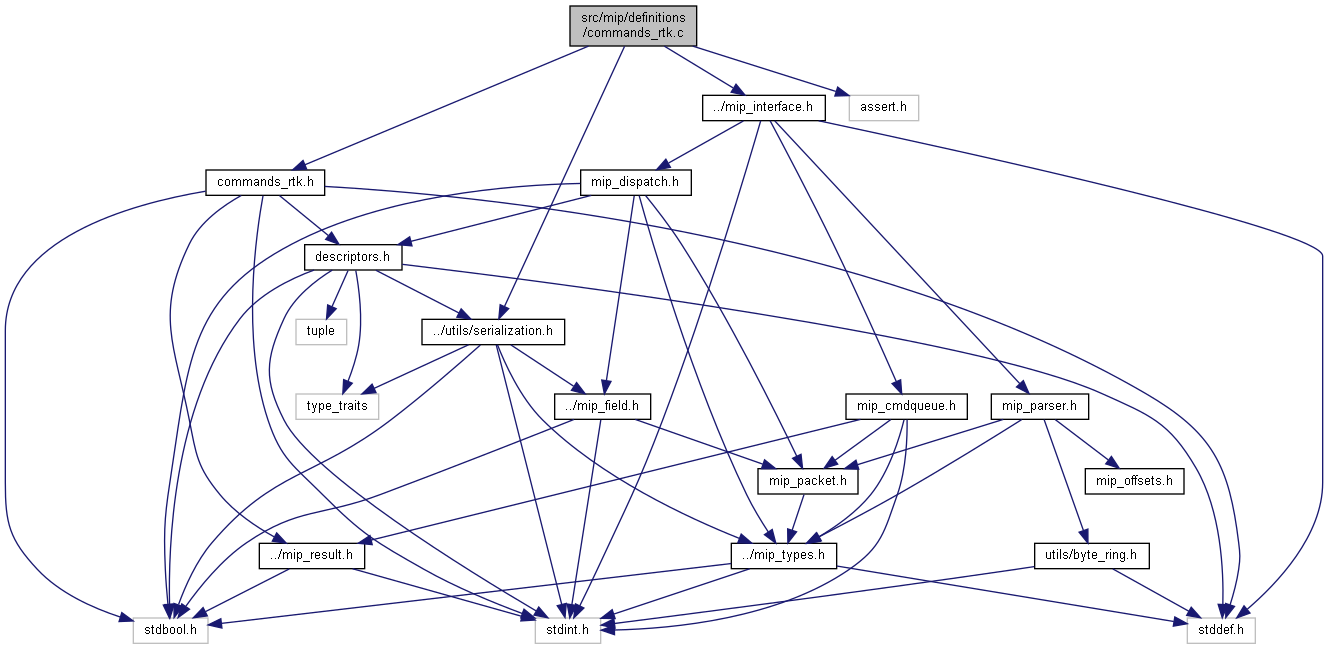 src/mip/definitions
/commands_rtk.c
../mip_interface.h
assert.h
commands_rtk.h
mip_dispatch.h
descriptors.h
tuple
../utils/serialization.h
type_traits
../mip_field.h
mip_cmdqueue.h
mip_parser.h
mip_packet.h
mip_offsets.h
../mip_result.h
../mip_types.h
utils/byte_ring.h
stdbool.h
stdint.h
stddef.h